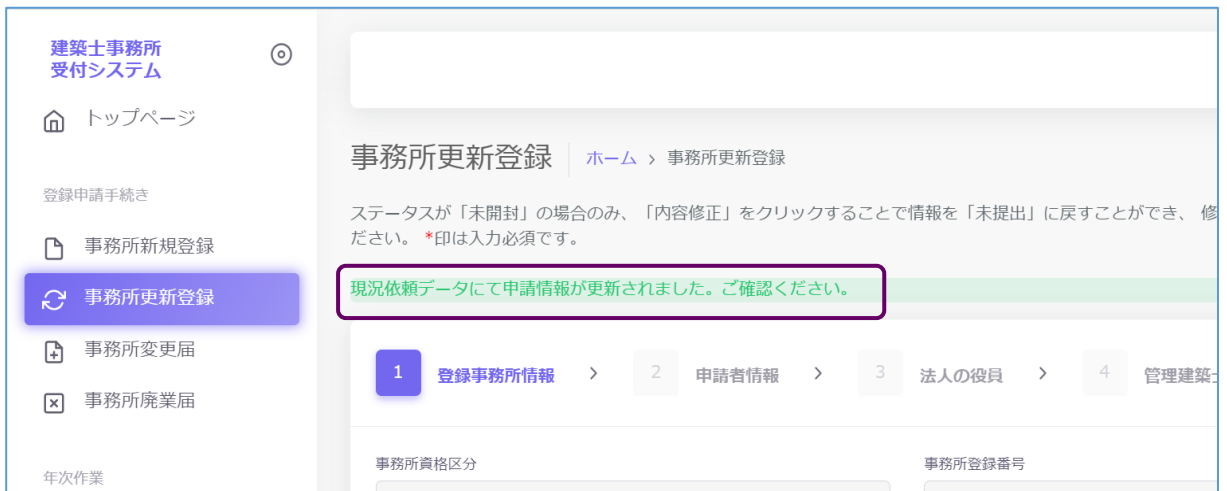 建築士事務所
受付システム
トップページ
登録申請手続き
事務所新規登録
事務所更新登録
事務所変更届
事務所廃業届
年次作業
事務所更新登録
ホーム > 事務所更新登録
ステータスが「未開封」の場合のみ、「内容修正」をクリックすることで情報を「未提出」に戻すことができ、 修
ださい。 *印は入力必須です。
現況依頼データにて申請情報が更新されました。ご確認ください。
1 登録事務所情報 > 2 申請者情報 > 3 法人の役員 > 4 管理建築
事務所資格区分
事務所登録番号